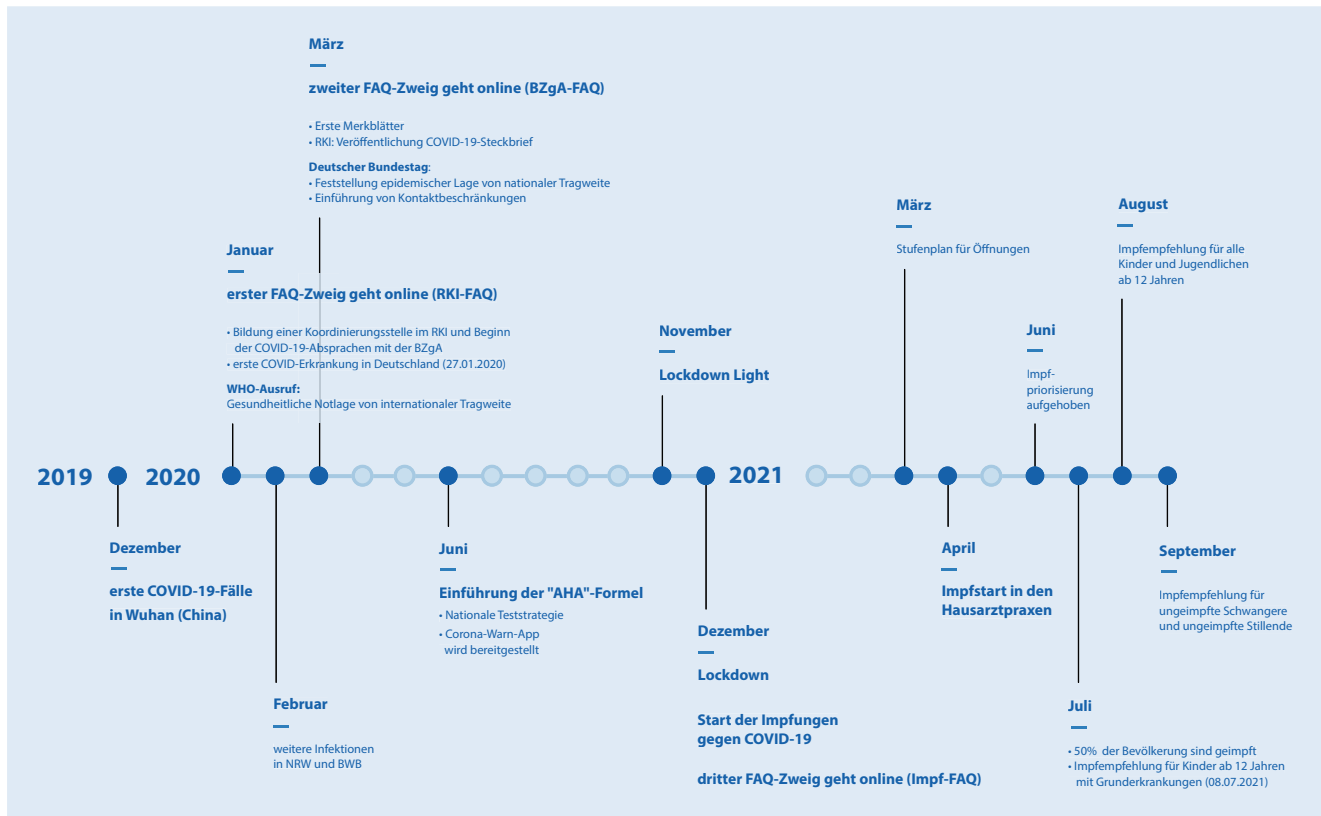 März
zweiter FAQ-Zweig geht online (BZgA-FAQ)
• Erste Merkblätter
• RKI: Veröffentlichung COVID-19-Steckbrief
Deutscher Bundestag:
• Feststellung epidemischer Lage von nationaler Tragweite
• Einführung von Kontaktbeschränkungen
Januar
erster FAQ-Zweig geht online (RKI-FAQ)
• Bildung einer Koordinierungsstelle im RKI und Beginn
der COVID-19-Absprachen mit der BZgA
• erste COVID-Erkrankung in Deutschland (27.01.2020)
WHO-Ausruf:
Gesundheitliche Notlage von internationaler Tragweite
November
Lockdown Light
März
Stufenplan für Öffnungen
Juni
Impf-
priorisierung
aufgehoben
August
Impfempfehlung für alle
Kinder und Jugendlichen
ab 12 Jahren
2019
2020
2021
Dezember
erste COVID-19-Fälle
in Wuhan (China)
Februar
weitere Infektionen
in NRW und BWB
Juni
Einführung der "AHA"-Formel
• Nationale Teststrategie
• Corona-Warn-App
wird bereitgestellt
Dezember
Lockdown
Start der Impfungen
gegen COVID-19
dritter FAQ-Zweig geht online (Impf-FAQ)
April
Impfstart in den
Hausarztpraxen
Juli
• 50% der Bevölkerung sind geimpft
• Impfempfehlung für Kinder ab 12 Jahren
mit Grunderkrankungen (08.07.2021)
September
Impfempfehlung für
ungeimpfte Schwangere
und ungeimpfte Stillende